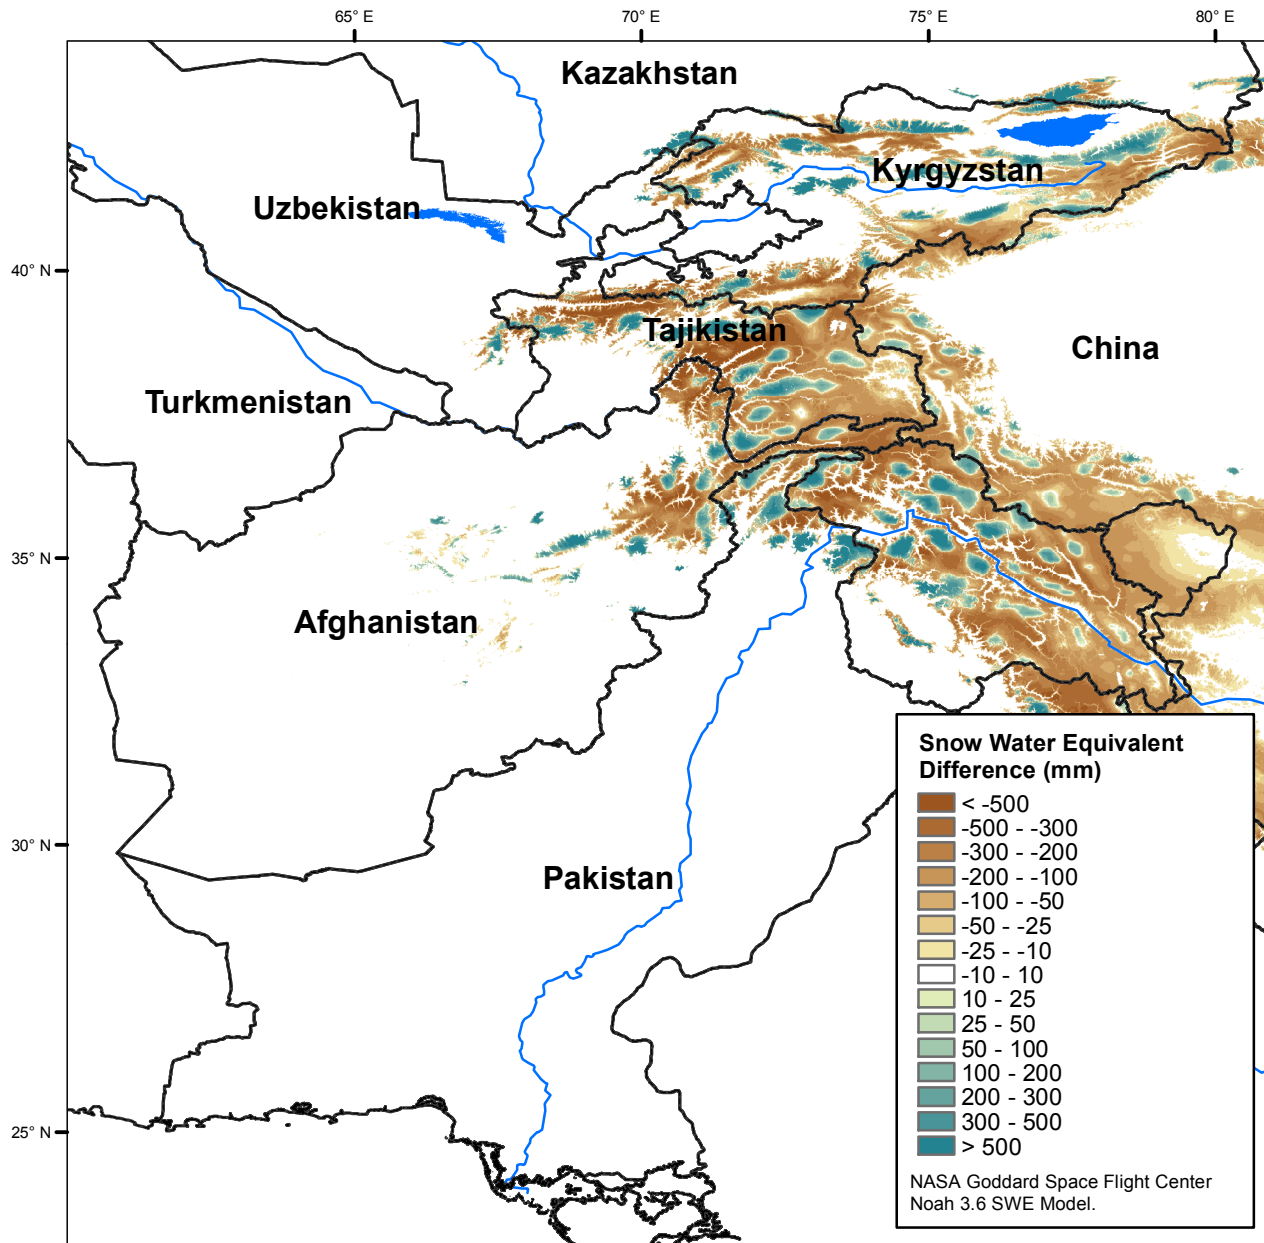 65° E
70° E
75° E
80° E
Kazakhstan
Kyrgyzstan
Uzbekistan
40° N
Tajikistan
China
Turkmenistan
35° N
Afghanistan
Snow Water Equivalent
Difference (mm)
< -500
-500 - -300
-300 - -200
-200 - -100
-100 - -50
-50 - -25
-25 - -10
-10 - 10
10 - 25
25 - 50
50 - 100
100 - 200
200 - 300
300 - 500
> 500
30° N
Pakistan
25° N
NASA Goddard Space Flight Center
Noah 3.6 SWE Model.